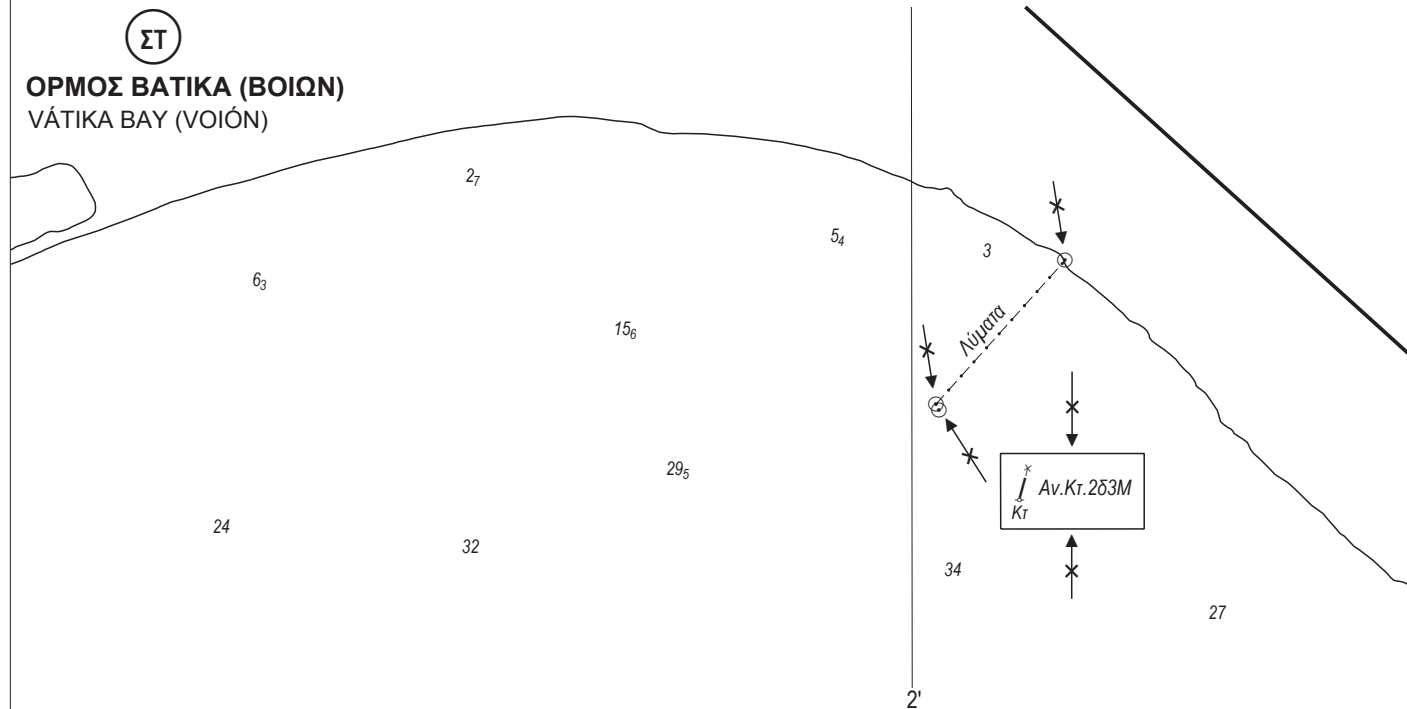 ΣΤ
ΟΡΜΟΣ ΒΑΤΙΚΑ (ΒΟΙΩΝ)
VÁTIKA BAY (VOIÓN)
2₇
5₄
3
6₃
15₆
Λύματα
29₅
Αν.Κτ.2δ3Μ
Κτ
24
32
34
27
2'